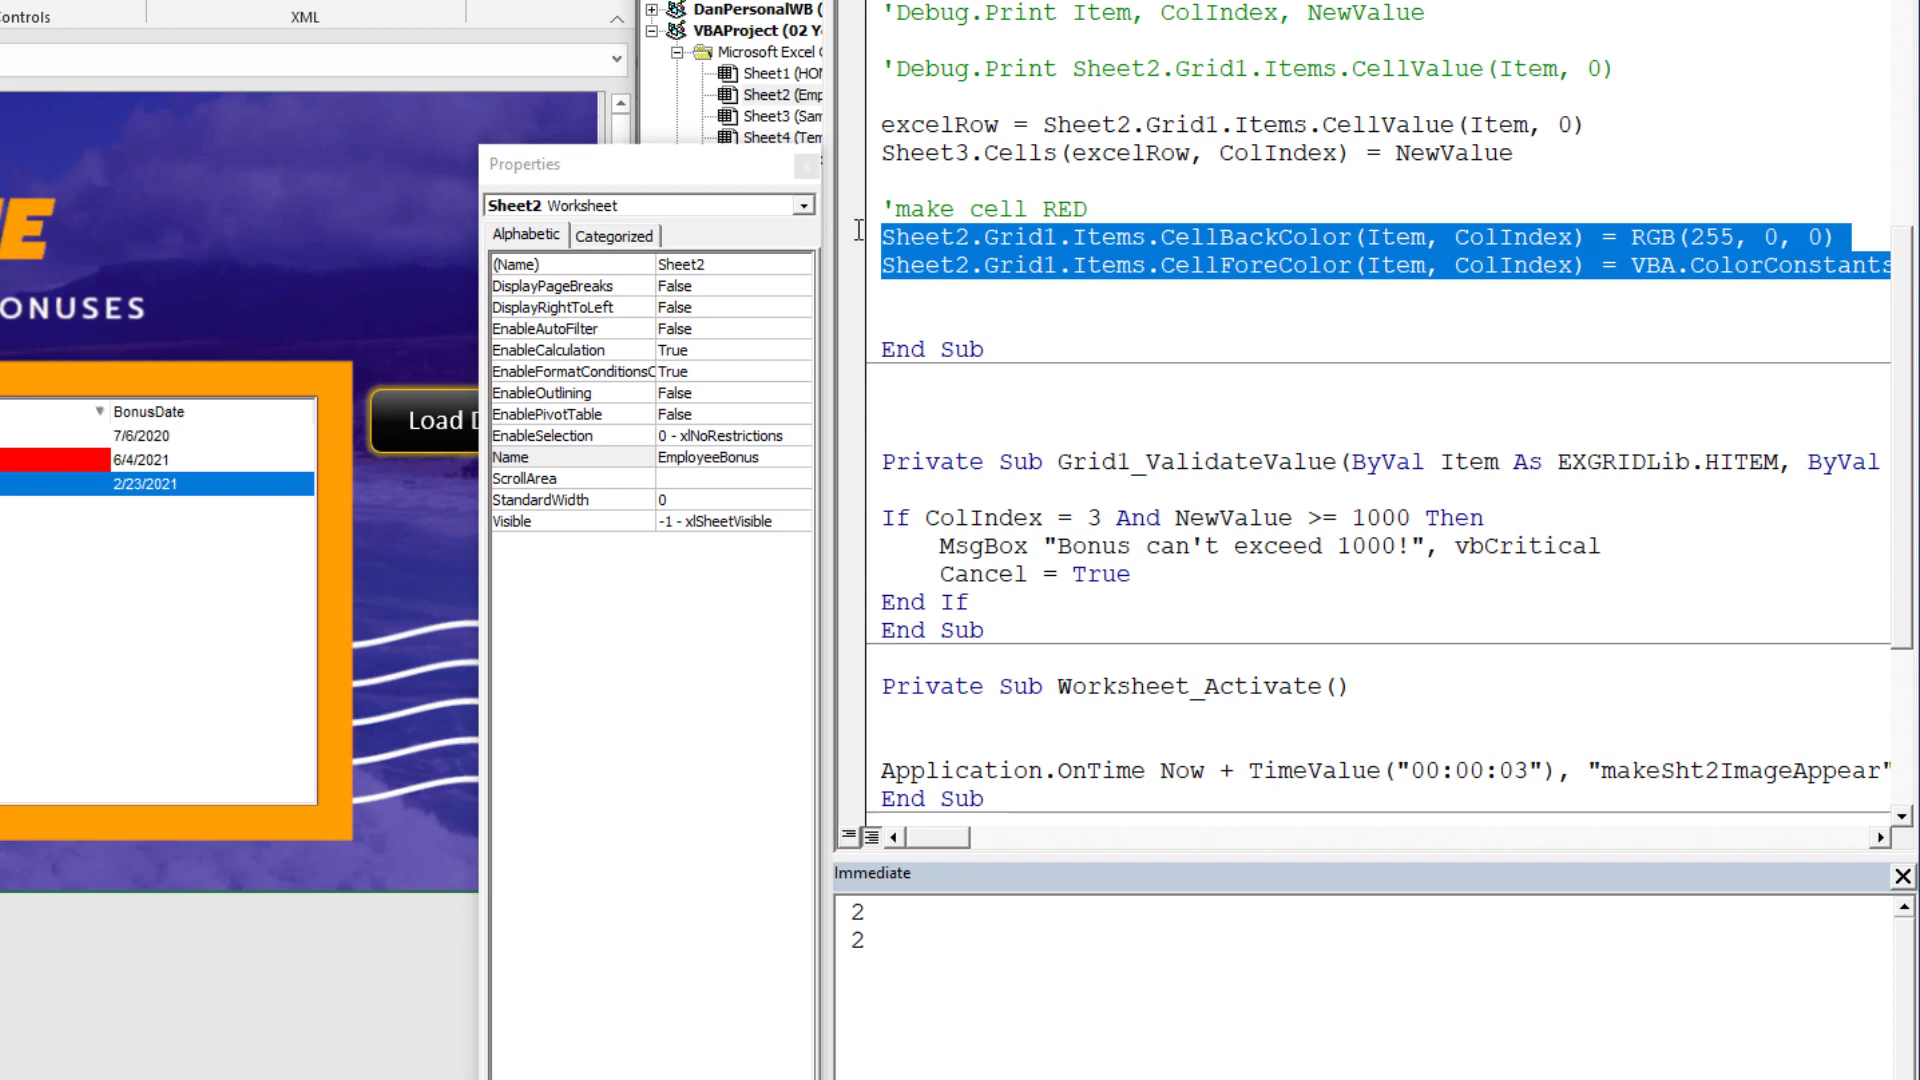 XML
DanPersonalWB (
VBAProject (02
Microsoft Excel
Sheet1
Sheet2
Sheet3
Sheet4
ONUSES
BonusDate
7/6/2020
6/4/2021
2/23/2021
Load
Properties
Sheet2 Worksheet
Alphabetic
Categorized
(Name) Sheet2
DisplayPageBreaks False
DisplayRightToLeft False
EnableAutoFilter False
EnableCalculation True
EnableFormatConditionsC True
EnableOutlining False
EnablePivotTable False
EnableSelection 0 - xlNoRestrictions
Name EmployeeBonus
ScrollArea
StandardWidth 0
Visible -1 - xlSheetVisible
'Debug.Print Item, ColIndex, NewValue
'Debug.Print Sheet2.Grid1.Items.CellValue(Item, 0)
excelRow = Sheet2.Grid1.Items.CellValue(Item, 0)
Sheet3.Cells(excelRow, ColIndex) = NewValue
'make cell RED
Sheet2.Grid1.Items.CellBackColor(Item, ColIndex) = RGB(255, 0, 0)
Sheet2.Grid1.Items.CellForeColor(Item, ColIndex) = VBA.ColorConstants
End Sub
Private Sub Grid1_ValidateValue(ByVal Item As EXGRIDLib.HITEM, ByVal
If ColIndex = 3 And NewValue >= 1000 Then
MsgBox "Bonus can't exceed 1000!", vbCritical
Cancel = True
End If
End Sub
Private Sub Worksheet_Activate()
Application.OnTime Now + TimeValue("00:00:03"), "makeSht2ImageAppear"
End Sub
Immediate
2
2